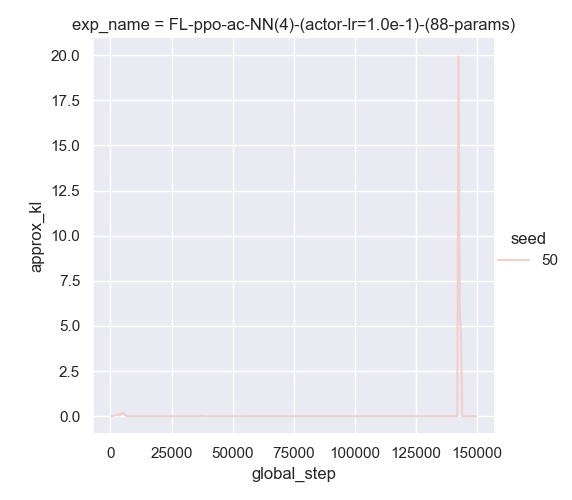 exp_name = FL-ppo-ac-NN(4)-(actor-lr=1.0e-1)-(88-params)
20.0
17.5
15.0
12.5
10.0
7.5
5.0
2.5
0.0
approx_kl
0 25000 50000 75000 100000 125000 150000
global_step
seed
50